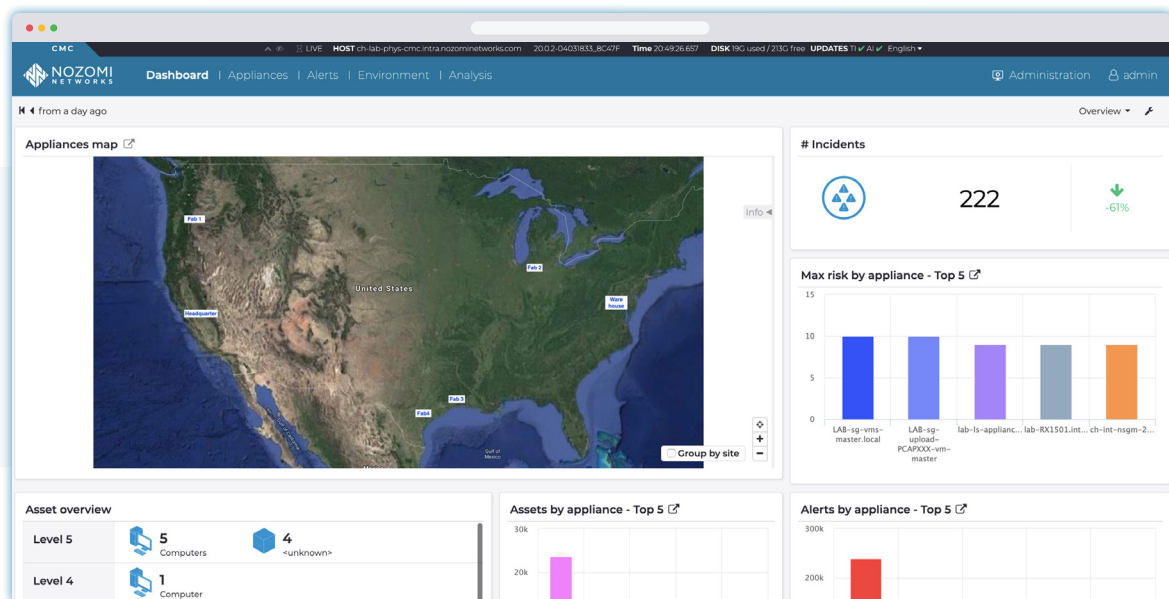 CMC
LIVE HOST ch-lab-phys-cmc.intra.nozominetworks.com 20.0.2-04031833_8C47F Time 20:49:26.657 DISK 19G used / 213G free UPDATES TI ✔ AI ✔ English
NOZOMI
NETWORKS
Dashboard | Appliances | Alerts | Environment | Analysis
Administration admin
from a day ago
Overview
Appliances map
Fab 1
Fab 2
United States
Ware
house
Headquarter
Fab 3
Fab4
Gulf of
Mexico
Info
Group by site
+
−
# Incidents
222
-61%
Max risk by appliance - Top 5
15
10
5
0
LAB-sg-vms-
master.local
LAB-sg-
upload-
PCAPXXX-vm-
master
lab-ls-applianc...
lab-RX1501.int...
ch-int-nsgm-2...
Asset overview
Level 5
5
Computers
4
<unknown>
Level 4
1
Computer
Assets by appliance - Top 5
30k
20k
Alerts by appliance - Top 5
300k
200k